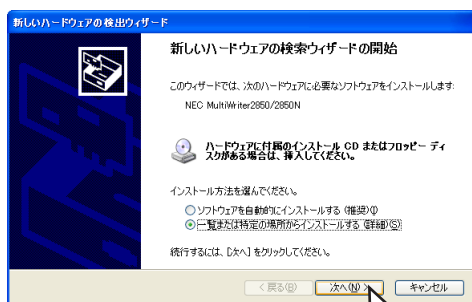 新しいハードウェアの検出ウィザード
新しいハードウェアの検索ウィザードの開始
このウィザードでは、次のハードウェアに必要なソフトウェアをインストールします:
NEC MultiWriter2850/2850N
ハードウェアに付属のインストール CD またはフロッピー ディ
スクがある場合は、挿入してください。
インストール方法を選んでください。
ソフトウェアを自動的にインストールする (推奨)(I)
一覧または特定の場所からインストールする (詳細)(S)
続行するには、[次へ] をクリックしてください。
< 戻る(B) 次へ(N) > キャンセル